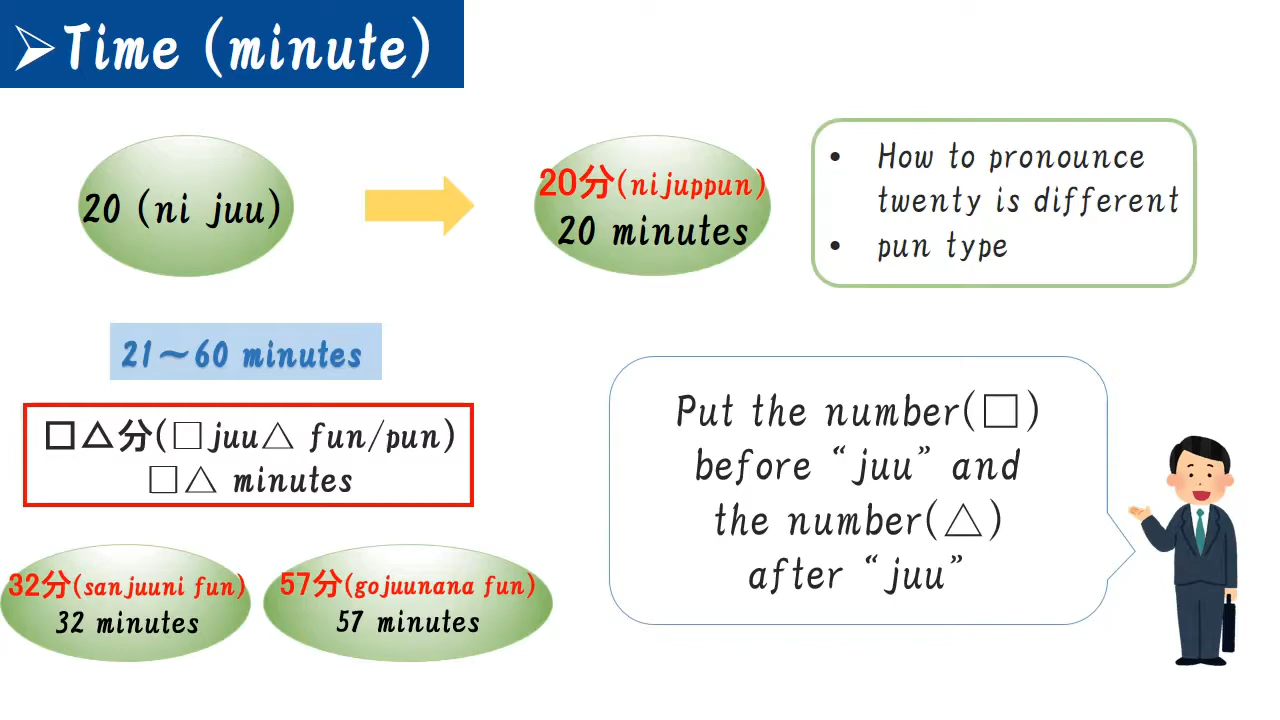 ➢Time (minute)
20 (ni juu)
20分(nijuppun)
20 minutes
• How to pronounce
twenty is different
• pun type
21～60 minutes
□△分(□juu△ fun/pun)
□△ minutes
Put the number(□)
before “juu” and
the number(△)
after “juu”
32分(sanjuuni fun)
32 minutes
57分(gojuunana fun)
57 minutes